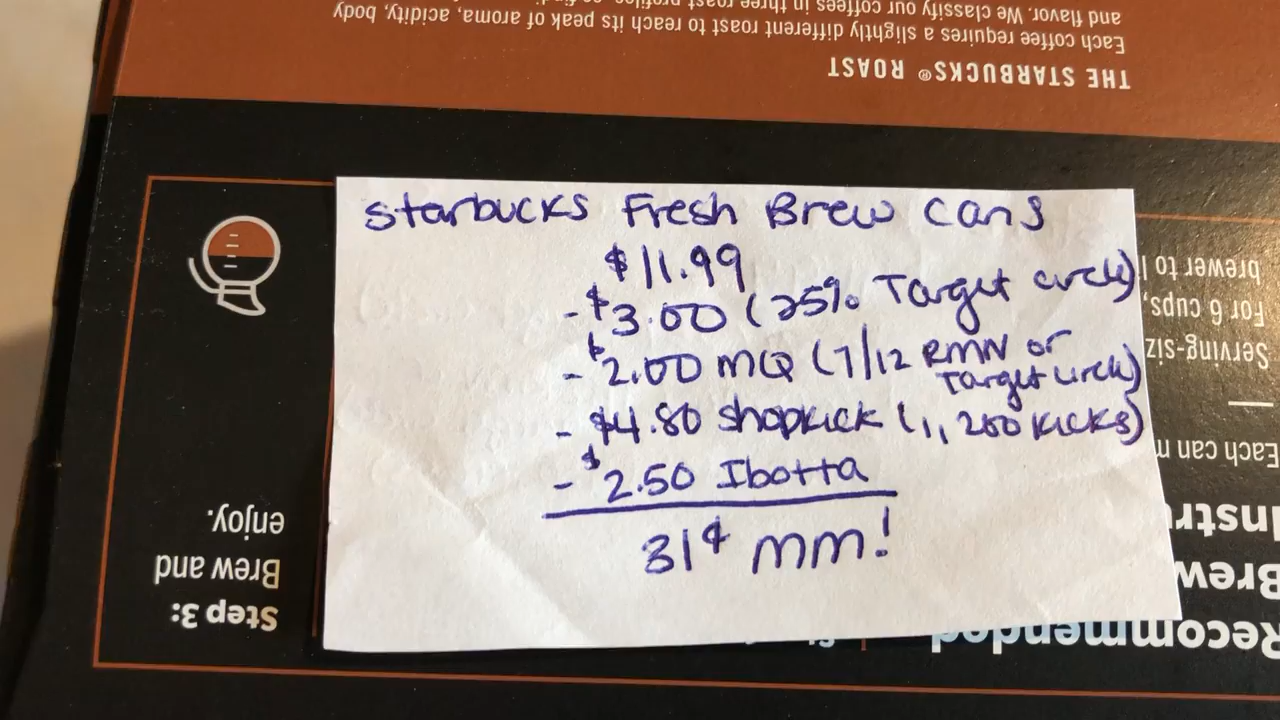 Starbucks Fresh Brew Cans
$11.99
- $3.00 (25% Target circle)
- $2.00 MQ (7/12 RMN or
Target circle)
- $4.80 shopkick (1,200 kicks)
- $2.50 Ibotta
31¢ mm!
THE STARBUCKS® ROAST
Each coffee requires a slightly different roast to reach its peak of aroma, acidity, body
and flavor. We classify our coffees in three roast profiles, so
Recommended
Brew
Instru
Each can m
—
Serving-siz
For 6 cups,
brewer to
Step 3:
Brew and
enjoy.